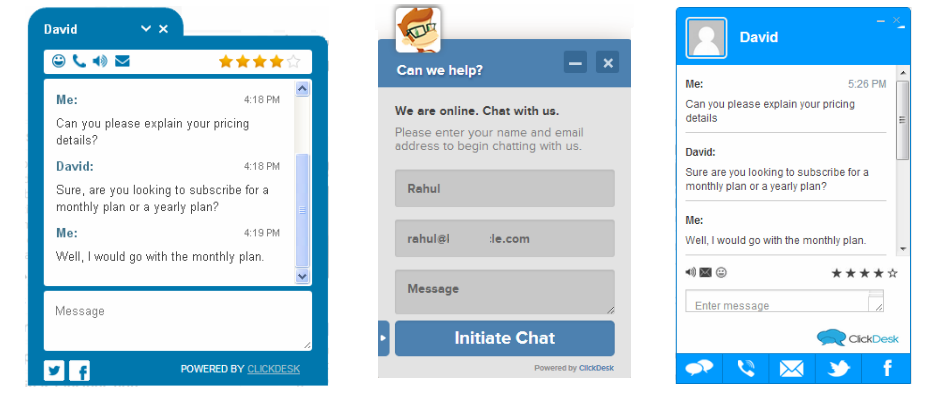 David
Me: 4:18 PM
Can you please explain your pricing
details?
David: 4:18 PM
Sure, are you looking to subscribe for a
monthly plan or a yearly plan?
Me: 4:19 PM
Well, I would go with the monthly plan.
Message
POWERED BY CLICKDESK
Can we help?
We are online. Chat with us.
Please enter your name and email
address to begin chatting with us.
Rahul
rahul@l :le.com
Message
Initiate Chat
Powered by ClickDesk
David
Me: 5:26 PM
Can you please explain your pricing
details
David:
Sure are you looking to subscribe for a
monthly plan or a yearly plan?
Me:
Well, I would go with the monthly plan.
Enter message
ClickDesk